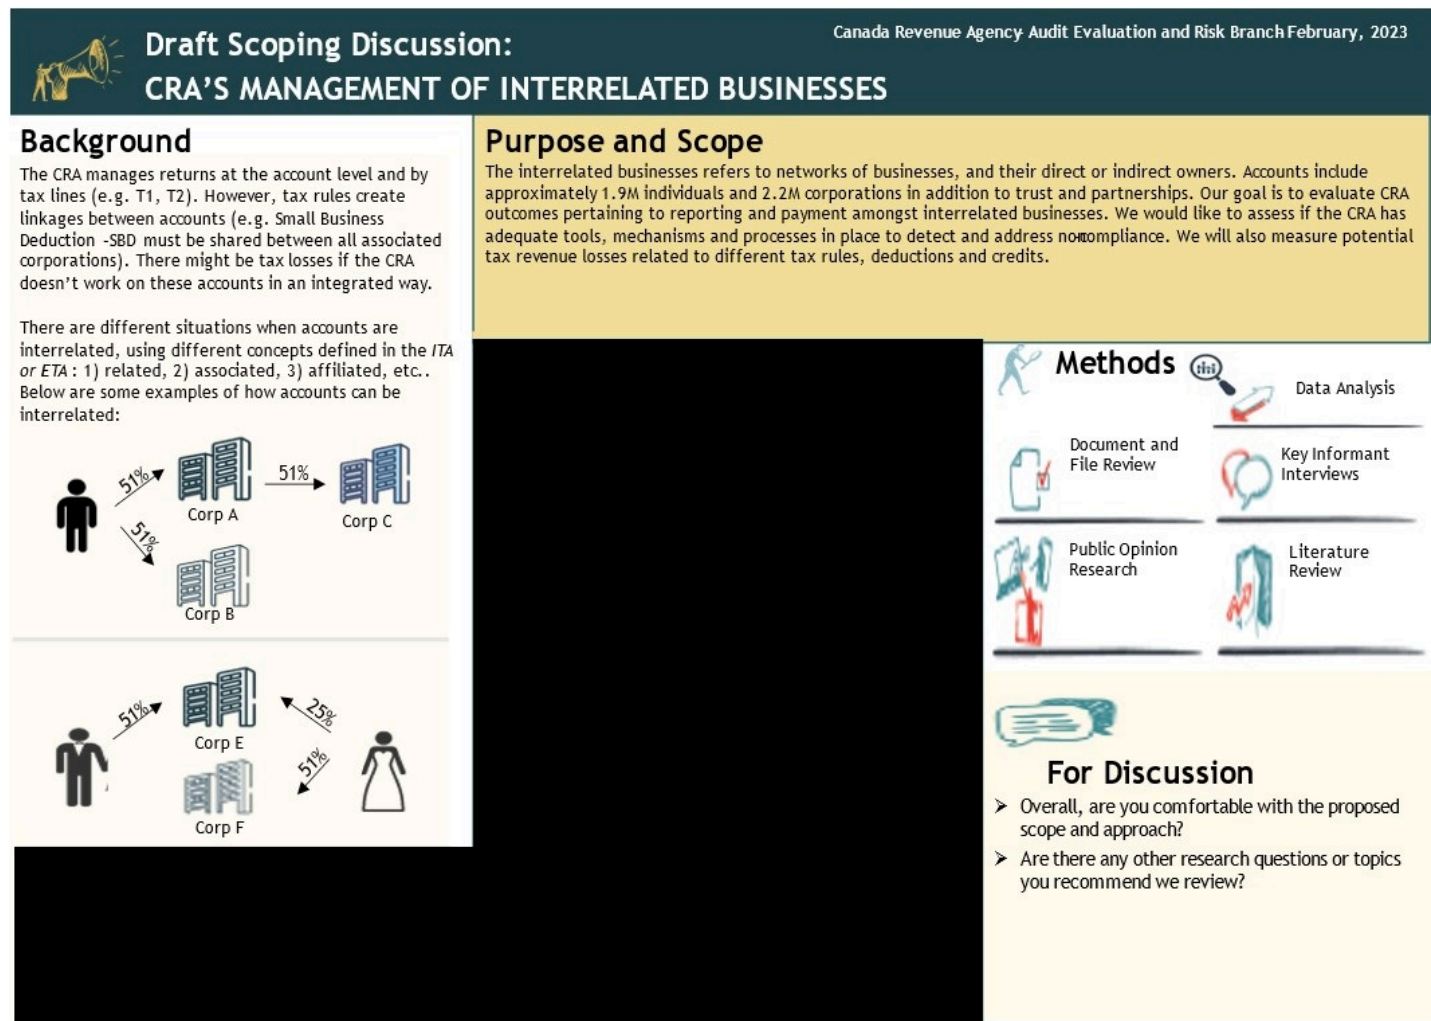 Draft Scoping Discussion:
CRA'S MANAGEMENT OF INTERRELATED BUSINESSES
Canada Revenue Agency Audit Evaluation and Risk Branch February, 2023
Background
The CRA manages returns at the account level and by
tax lines (e.g. T1, T2). However, tax rules create
linkages between accounts (e.g. Small Business
Deduction -SBD must be shared between all associated
corporations). There might be tax losses if the CRA
doesn't work on these accounts in an integrated way.
There are different situations when accounts are
interrelated, using different concepts defined in the ITA
or ETA : 1) related, 2) associated, 3) affiliated, etc..
Below are some examples of how accounts can be
interrelated:
51%
Corp A
51%
Corp C
51%
Corp B
51%
Corp E
25%
51%
Corp F
Purpose and Scope
The interrelated businesses refers to networks of businesses, and their direct or indirect owners. Accounts include
approximately 1.9M individuals and 2.2M corporations in addition to trust and partnerships. Our goal is to evaluate CRA
outcomes pertaining to reporting and payment amongst interrelated businesses. We would like to assess if the CRA has
adequate tools, mechanisms and processes in place to detect and address non-compliance. We will also measure potential
tax revenue losses related to different tax rules, deductions and credits.
Methods
Data Analysis
Document and
File Review
Key Informant
Interviews
Public Opinion
Research
Literature
Review
For Discussion
➢ Overall, are you comfortable with the proposed
scope and approach?
➢ Are there any other research questions or topics
you recommend we review?